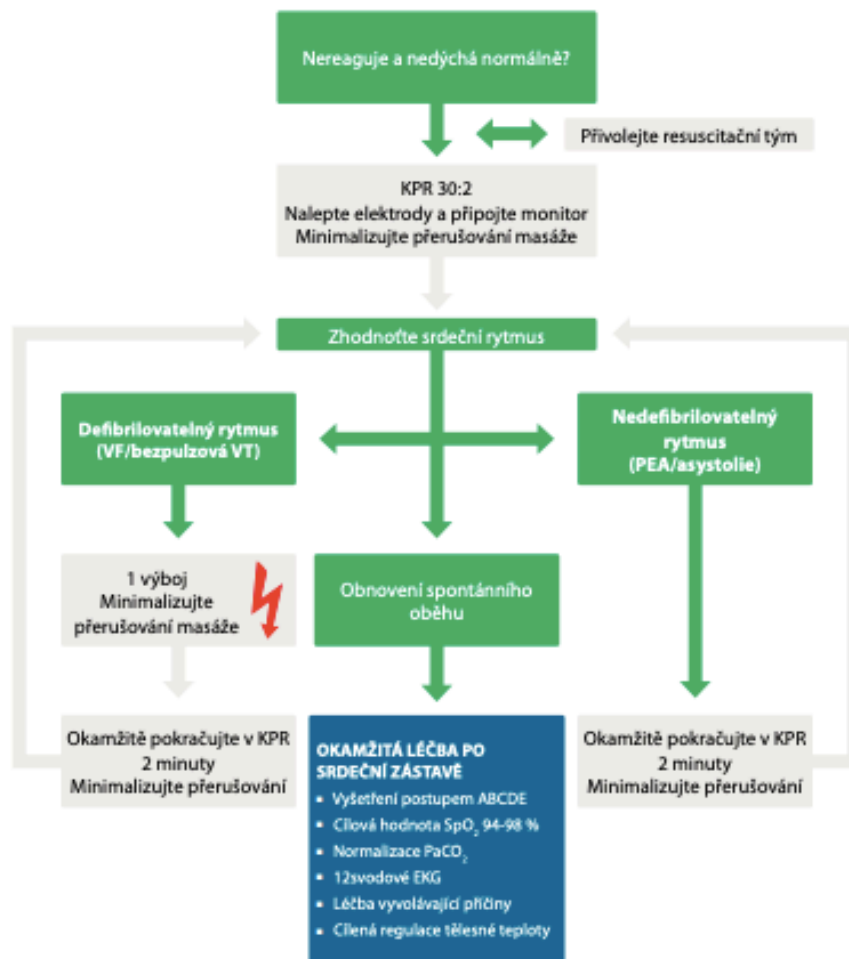 Nereaguje a nedýchá normálně?
Přivolejte resuscitační tým
KPR 30:2
Nalepte elektrody a připojte monitor
Minimalizujte přerušování masáže
Zhodnoťte srdeční rytmus
Defibrilovatelný rytmus
(VF/bezpulzová VT)
Nedefibrilovatelný
rytmus
(PEA/asystolie)
1 výboj
Minimalizujte
přerušování masáže
Obnovení spontánního
oběhu
Okamžitě pokračujte v KPR
2 minuty
Minimalizujte přerušování
OKAMŽITÁ LÉČBA PO
SRDEČNÍ ZÁSTAVĚ
▪ Vyšetření postupem ABCDE
▪ Cílová hodnota SpO₂ 94-98 %
▪ Normalizace PaCO₂
▪ 12svodové EKG
▪ Léčba vyvolávající příčiny
▪ Cílená regulace tělesné teploty
Okamžitě pokračujte v KPR
2 minuty
Minimalizujte přerušování